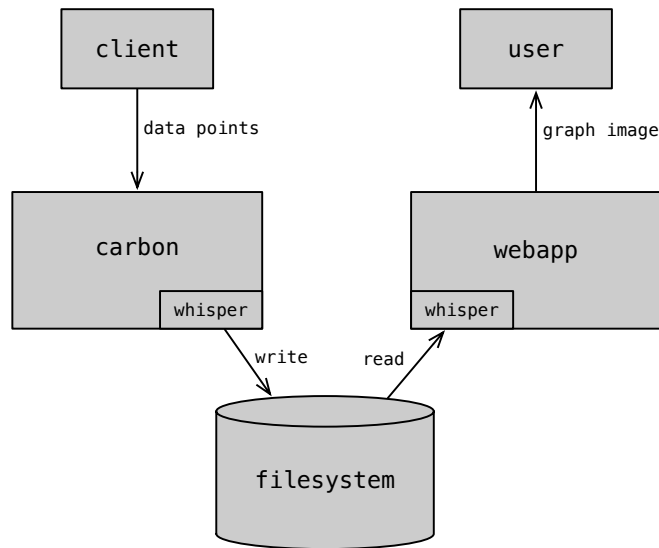 client
user
data points
graph image
carbon
webapp
whisper
whisper
write
read
filesystem